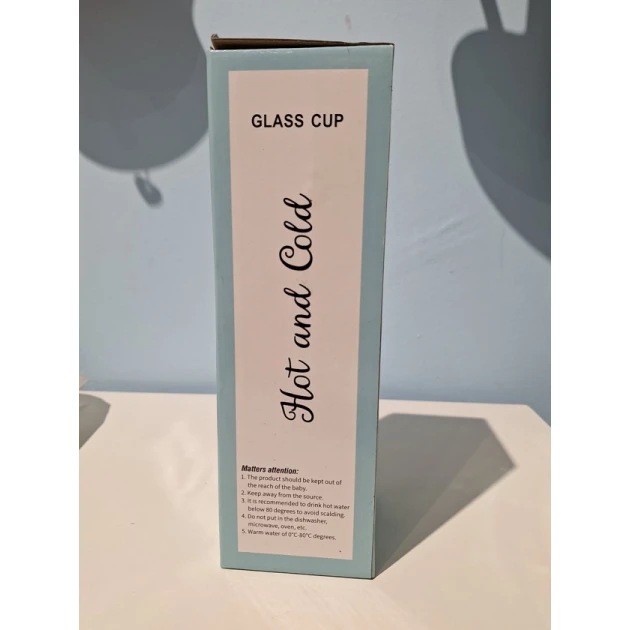 GLASS CUP
Hot and Cold
Matters attention:
1. The product should be kept out of
the reach of the baby.
2. Keep away from the source.
3. It is recommended to drink hot water
below 80 degrees to avoid scalding.
4. Do not put in the dishwasher,
microwave, oven, etc.
5. Warm water of 0°C-80°C degrees.